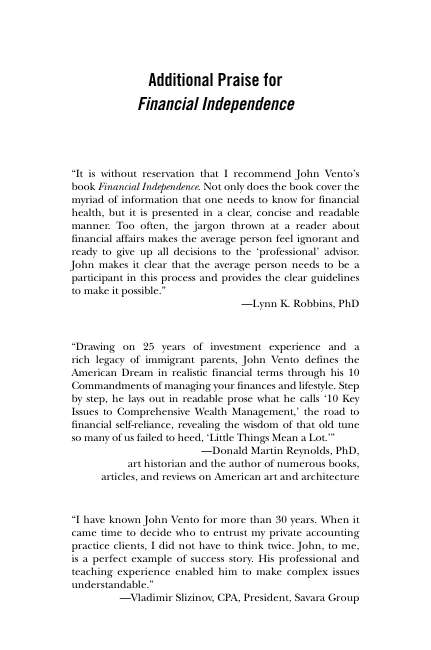 Additional Praise for
Financial Independence
“It is without reservation that I recommend John Vento’s
book Financial Independence. Not only does the book cover the
myriad of information that one needs to know for financial
health, but it is presented in a clear, concise and readable
manner. Too often, the jargon thrown at a reader about
financial affairs makes the average person feel ignorant and
ready to give up all decisions to the ‘professional’ advisor.
John makes it clear that the average person needs to be a
participant in this process and provides the clear guidelines
to make it possible.”
—Lynn K. Robbins, PhD
“Drawing on 25 years of investment experience and a
rich legacy of immigrant parents, John Vento defines the
American Dream in realistic financial terms through his 10
Commandments of managing your finances and lifestyle. Step
by step, he lays out in readable prose what he calls ‘10 Key
Issues to Comprehensive Wealth Management,’ the road to
financial self-reliance, revealing the wisdom of that old tune
so many of us failed to heed, ‘Little Things Mean a Lot.’”
—Donald Martin Reynolds, PhD,
art historian and the author of numerous books,
articles, and reviews on American art and architecture
“I have known John Vento for more than 30 years. When it
came time to decide who to entrust my private accounting
practice clients, I did not have to think twice. John, to me,
is a perfect example of success story. His professional and
teaching experience enabled him to make complex issues
understandable.”
—Vladimir Slizinov, CPA, President, Savara Group